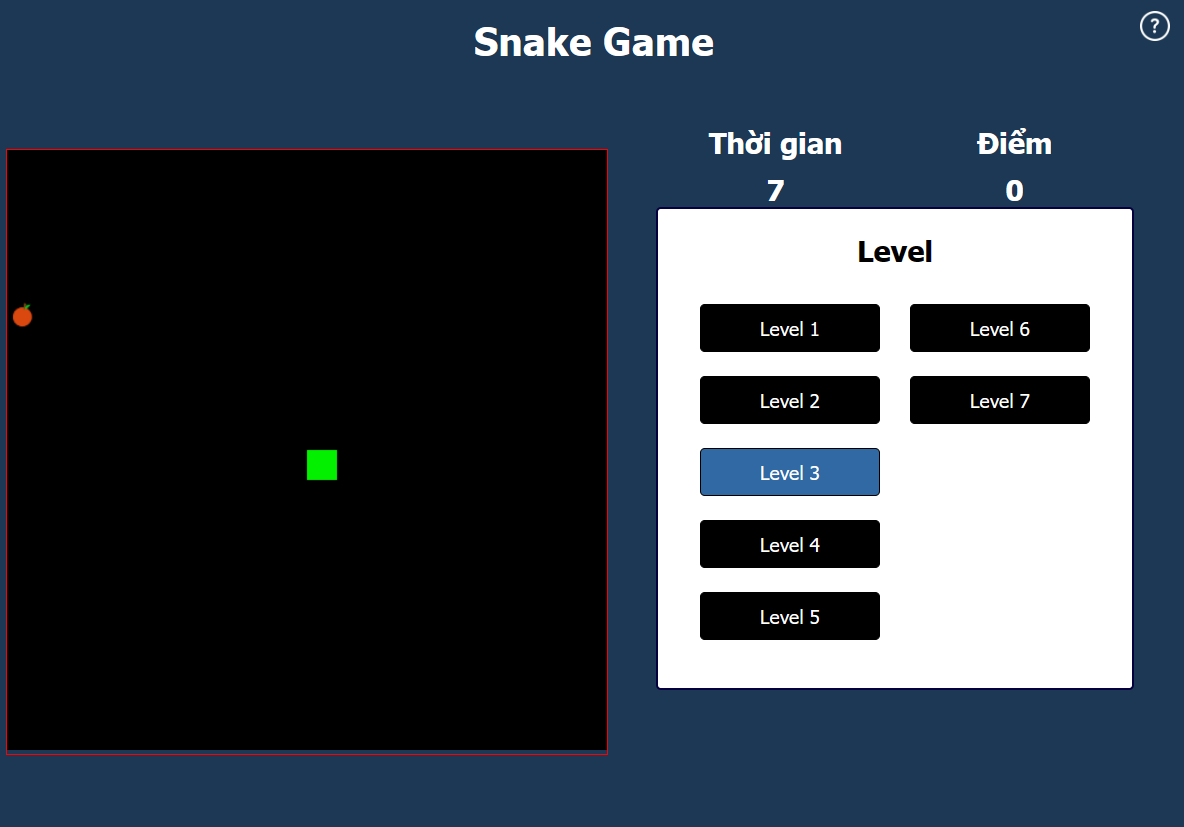 Snake Game
?
Thời gian
Điểm
7
0
Level
Level 1
Level 6
Level 2
Level 7
Level 3
Level 4
Level 5